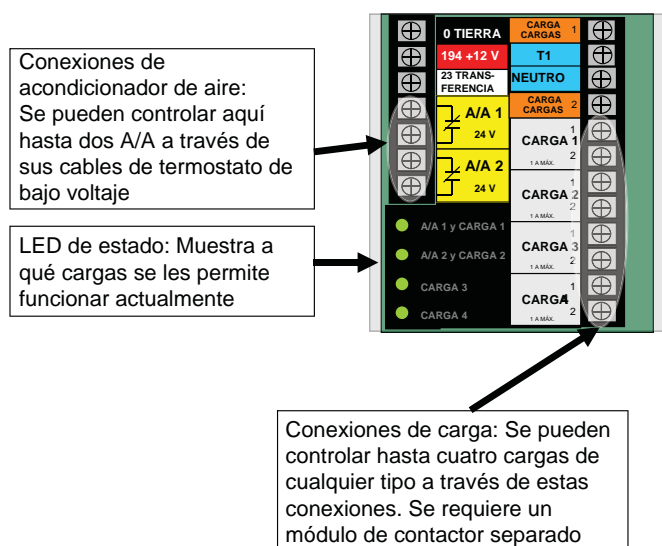 Conexiones de
acondicionador de aire:
Se pueden controlar aquí
hasta dos A/A a través de
sus cables de termostato de
bajo voltaje
LED de estado: Muestra a
qué cargas se les permite
funcionar actualmente
0 TIERRA
194 +12 V
23 TRANS-
FERENCIA
A/A 1
24 V
A/A 2
24 V
A/A 1 y CARGA 1
A/A 2 y CARGA 2
CARGA 3
CARGA 4
CARGA
CARGAS 1
T1
NEUTRO
CARGA
CARGAS 2
1
CARGA 1
2
1 A MÁX.
1
CARGA 2
2
1 A MÁX.
1
CARGA 3
2
1 A MÁX.
1
CARGA 4
2
1 A MÁX.
Conexiones de carga: Se pueden
controlar hasta cuatro cargas de
cualquier tipo a través de estas
conexiones. Se requiere un
módulo de contactor separado